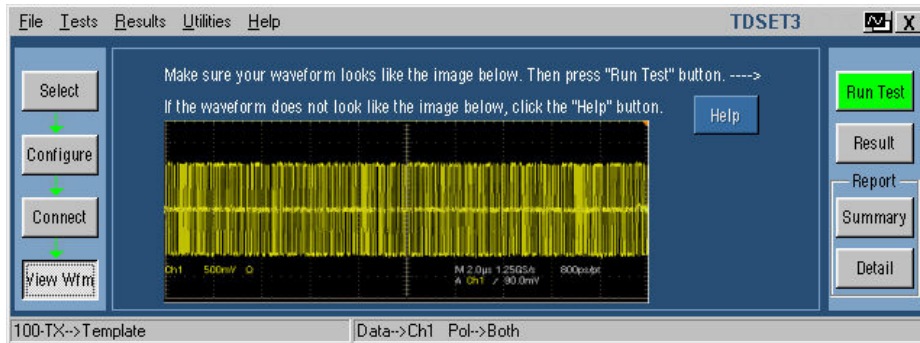 File Tests Results Utilities Help TDSET3 X
Make sure your waveform looks like the image below. Then press "Run Test" button. ---->
If the waveform does not look like the image below, click the "Help" button.
Help
Select
Configure
Connect
View Wfm
Ch1 500mV Ω M 2.0µs 1.25GS/s 800ps/pt
A Ch1 / 90.0mV
Run Test
Result
Report
Summary
Detail
100-TX-->Template Data-->Ch1 Pol-->Both